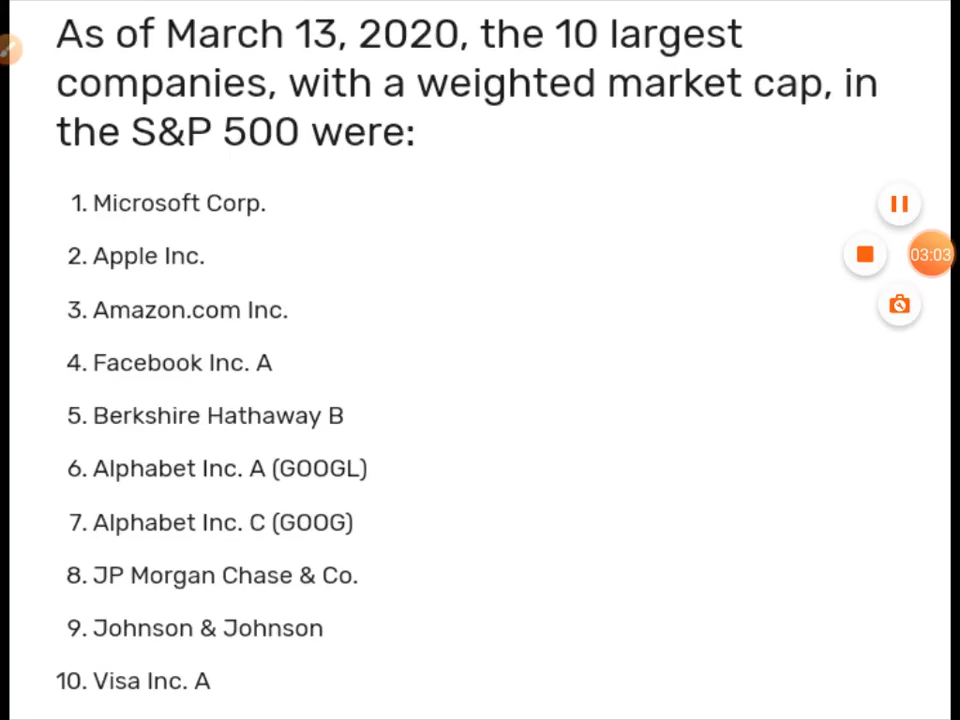 As of March 13, 2020, the 10 largest
companies, with a weighted market cap, in
the S&P 500 were:
1. Microsoft Corp.
2. Apple Inc.
3. Amazon.com Inc.
03:03
4. Facebook Inc. A
5. Berkshire Hathaway B
6. Alphabet Inc. A (GOOGL)
7. Alphabet Inc. C (GOOG)
8. JP Morgan Chase & Co.
9. Johnson & Johnson
10. Visa Inc. A